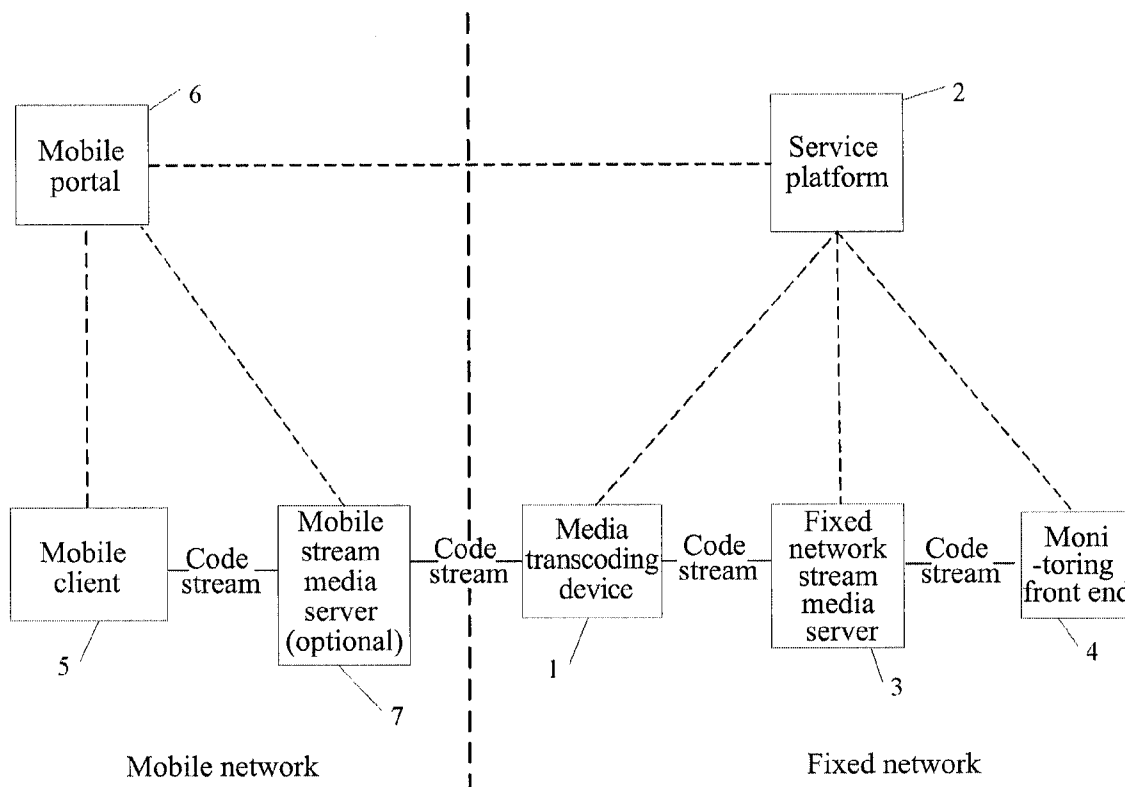 6
2
Mobile
portal
Service
platform
Mobile
client
Code
stream
Mobile
stream
media
server
(optional)
Code
stream
Media
transcoding
device
Code
stream
Fixed
network
stream
media
server
Code
stream
Moni
-toring
front end
5
7
1
3
4
Mobile network
Fixed network